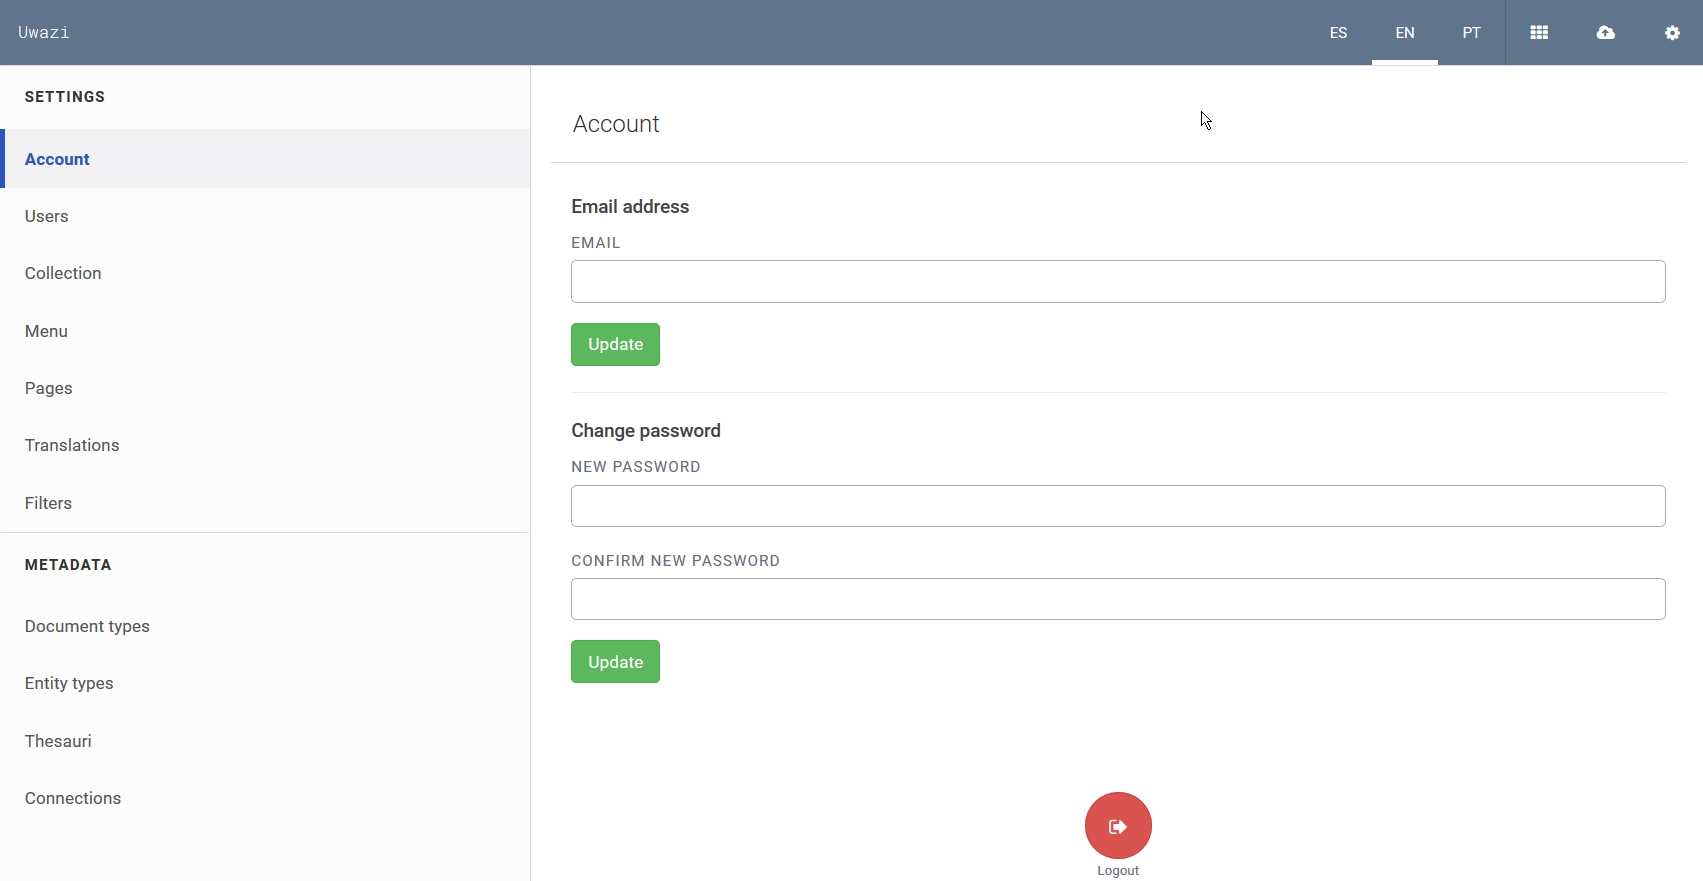 Uwazi
ES EN PT
SETTINGS
Account
Users
Collection
Menu
Pages
Translations
Filters
METADATA
Document types
Entity types
Thesauri
Connections
Account
Email address
EMAIL
Update
Change password
NEW PASSWORD
CONFIRM NEW PASSWORD
Update
Logout